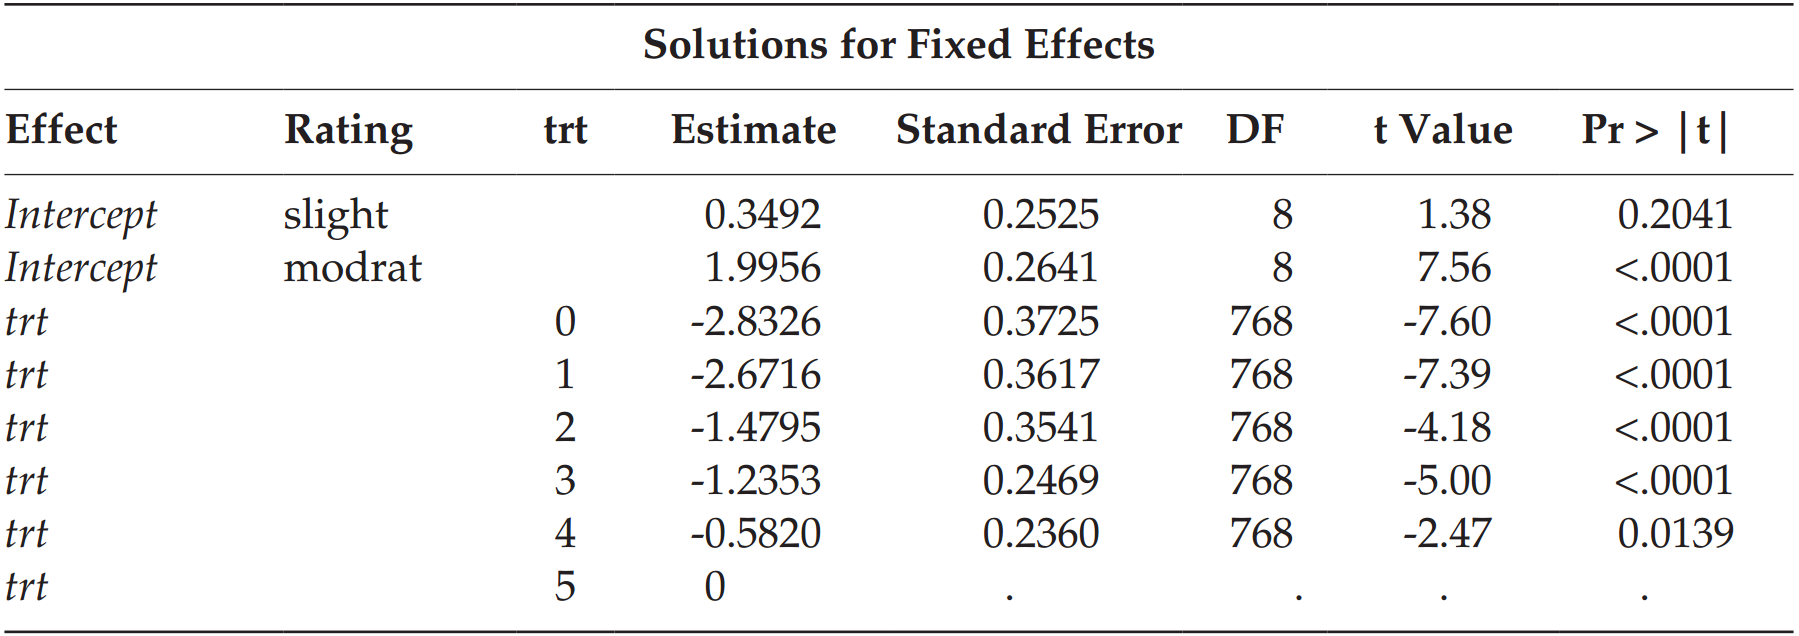 Solutions for Fixed Effects
Effect Rating trt Estimate Standard Error DF t Value Pr > |t|
Intercept slight 0.3492 0.2525 8 1.38 0.2041
Intercept modrat 1.9956 0.2641 8 7.56 <.0001
trt 0 -2.8326 0.3725 768 -7.60 <.0001
trt 1 -2.6716 0.3617 768 -7.39 <.0001
trt 2 -1.4795 0.3541 768 -4.18 <.0001
trt 3 -1.2353 0.2469 768 -5.00 <.0001
trt 4 -0.5820 0.2360 768 -2.47 0.0139
trt 5 0 . . . .